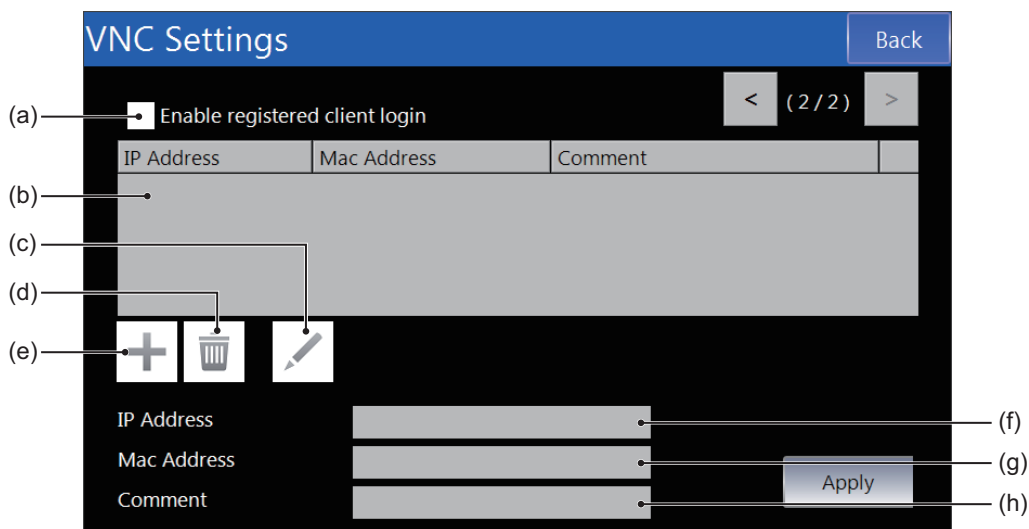 VNC Settings
Back
< (2/2) >
(a)
Enable registered client login
IP Address Mac Address Comment
(b)
(c)
(d)
(e)
IP Address
(f)
Mac Address
(g)
Apply
Comment
(h)